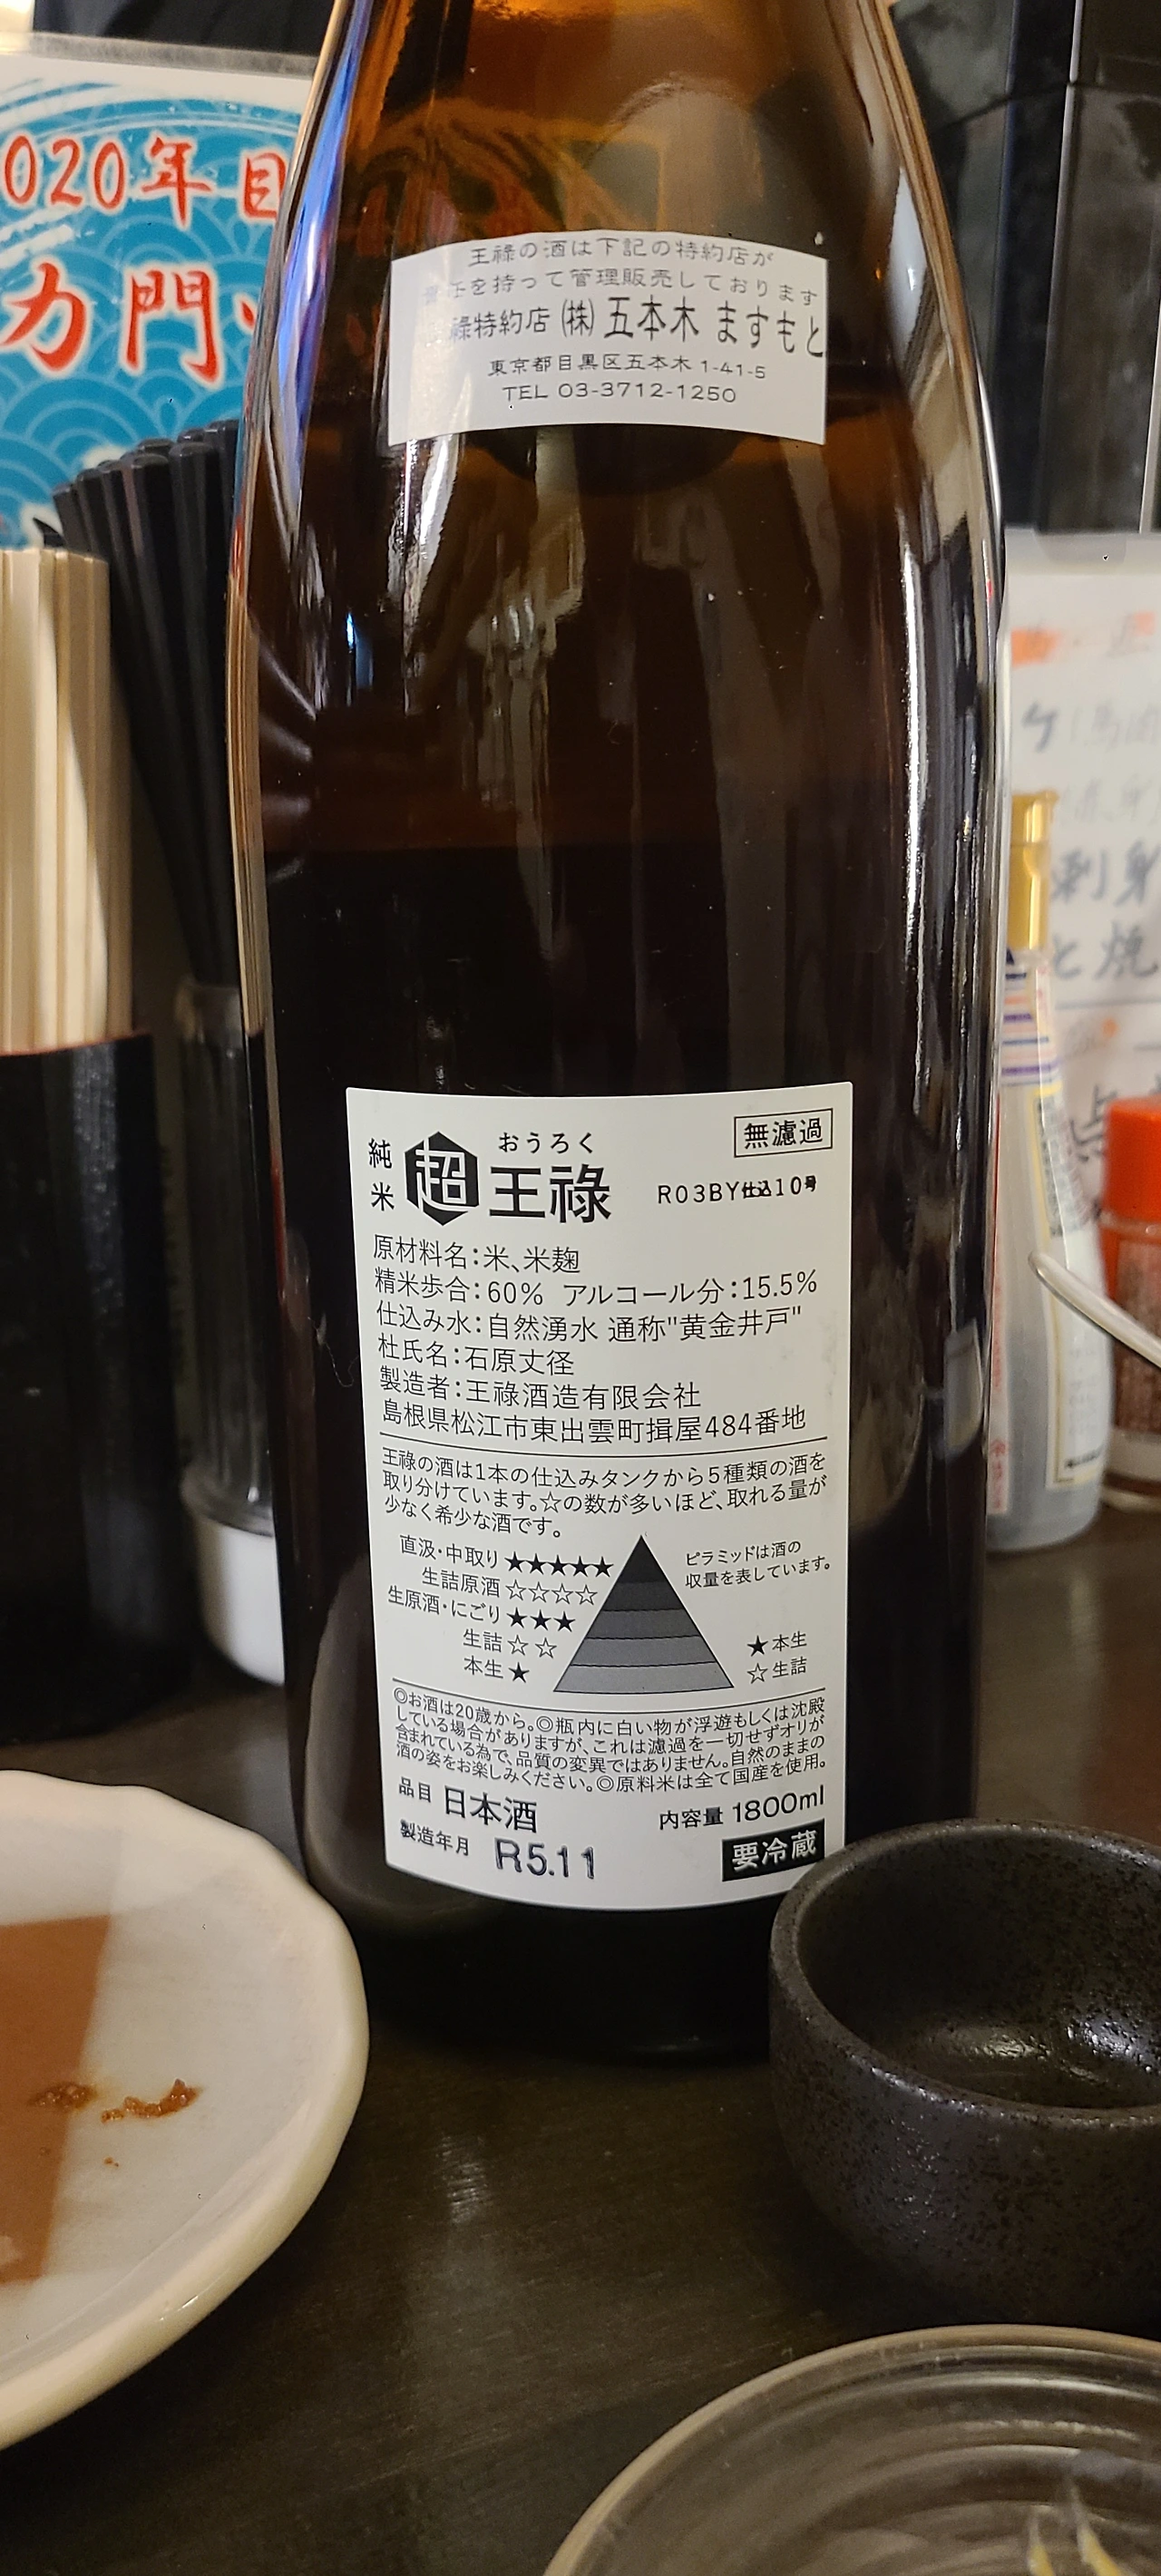 020年
力門
王祿の酒は下記の特約店が
任を持って管理販売しております
祿特約店 ㈱五本木 ますもと
東京都目黒区五本木 1-41-5
TEL 03-3712-1250
刺身
と焼
無濾過
純米 超 王祿 おうろく
R03BY仕込10号
原材料名:米、米麹
精米歩合:60% アルコール分:15.5%
仕込み水:自然湧水 通称"黄金井戸"
杜氏名:石原丈径
製造者:王祿酒造有限会社
島根県松江市東出雲町揖屋484番地
王祿の酒は1本の仕込みタンクから5種類の酒を
取り分けています。☆の数が多いほど、取れる量が
少なく希少な酒です。
直汲・中取り ★★★★★
生詰原酒 ☆☆☆☆
生原酒・にごり ★★★
生詰 ☆☆
本生 ★
ピラミッドは酒の
収量を表しています。
★本生
☆生詰
◎お酒は20歳から。◎瓶内に白い物が浮遊もしくは沈殿
している場合がありますが、これは濾過を一切せずオリが
含まれている為で、品質の変異ではありません。自然のままの
酒の姿をお楽しみください。◎原料米は全て国産を使用。
品目 日本酒 内容量 1800ml
製造年月 R5.11 要冷蔵